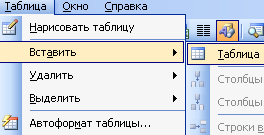 Таблица Окно Справка
Нарисовать таблицу
Вставить
Таблица
Удалить
Столбцы
Выделить
Столбцы
Автоформат таблицы...
Строки в